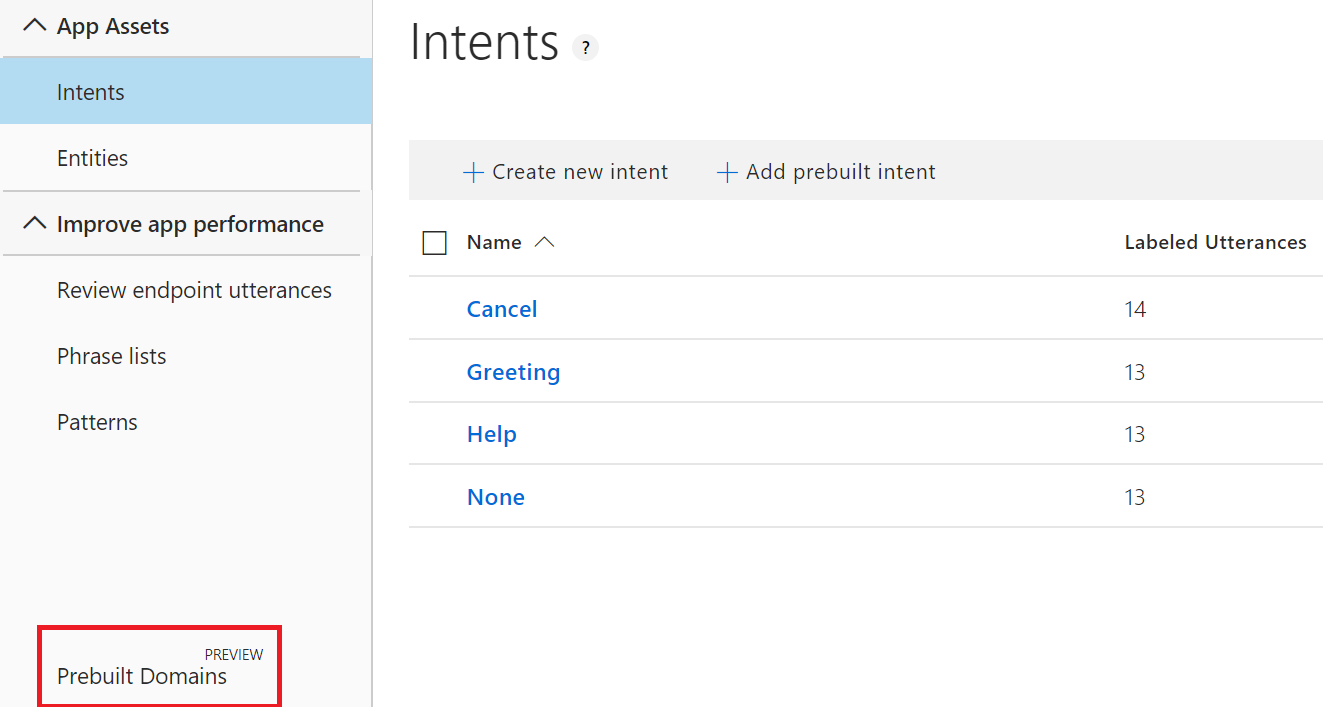 App Assets
Intents
Entities
Improve app performance
Review endpoint utterances
Phrase lists
Patterns
PREVIEW
Prebuilt Domains
Intents ?
Create new intent Add prebuilt intent
Name Labeled Utterances
Cancel 14
Greeting 13
Help 13
None 13